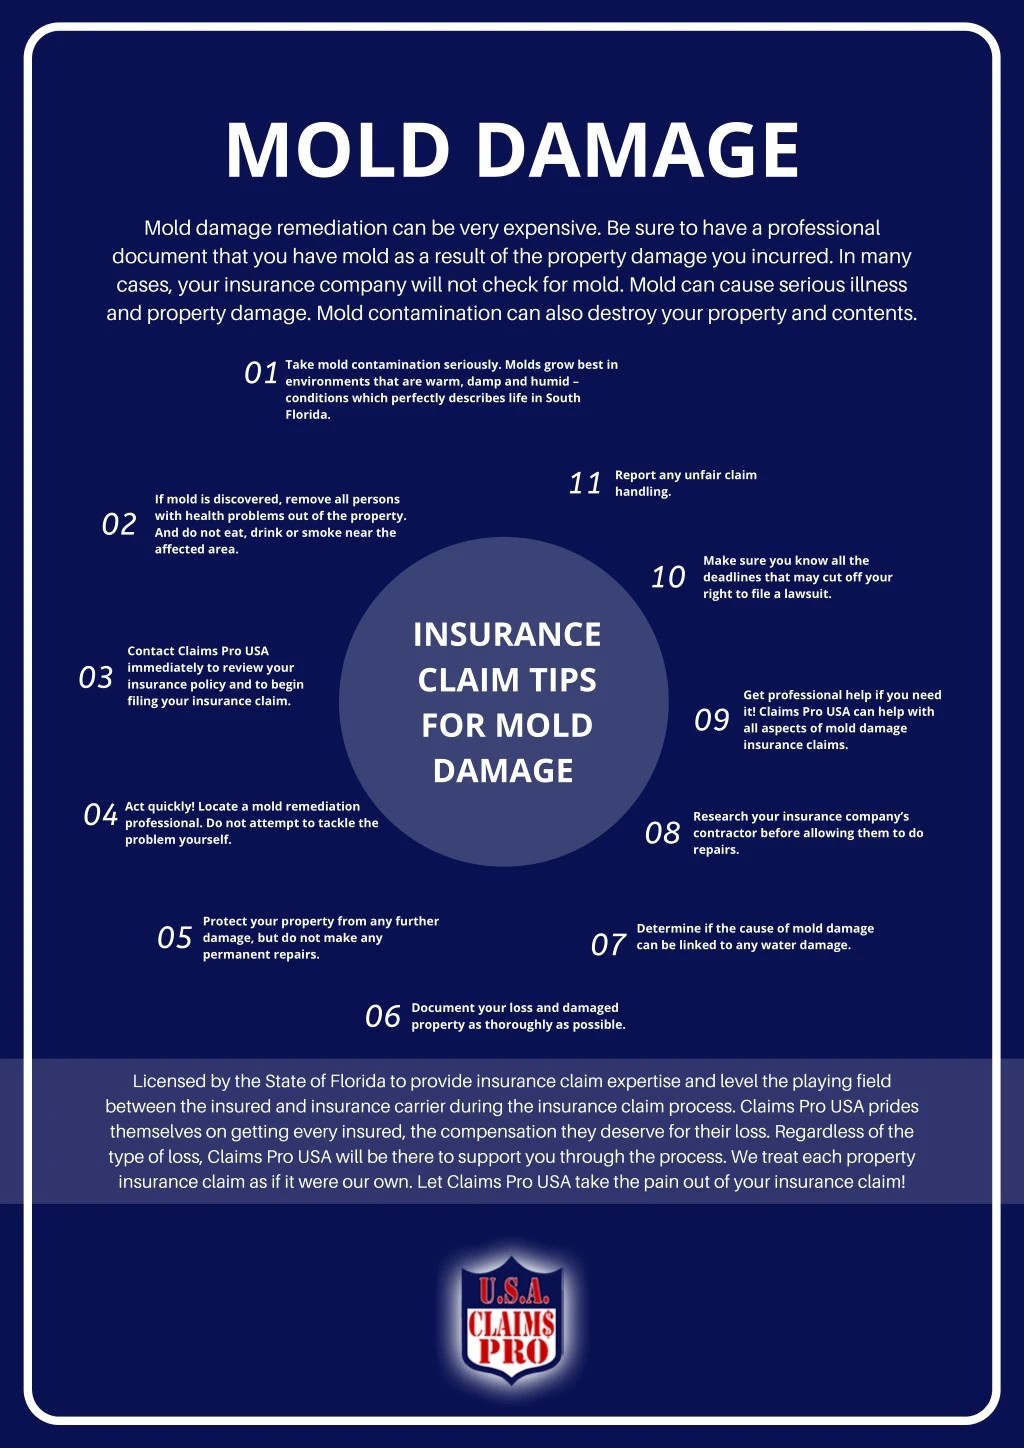 MOLD DAMAGE
Mold damage remediation can be very expensive. Be sure to have a professional
document that you have mold as a result of the property damage you incurred. In many
cases, your insurance company will not check for mold. Mold can cause serious illness
and property damage. Mold contamination can also destroy your property and contents.
01
Take mold contamination seriously. Molds grow best in
environments that are warm, damp and humid –
conditions which perfectly describes life in South
Florida.
02
If mold is discovered, remove all persons
with health problems out of the property.
And do not eat, drink or smoke near the
affected area.
03
Contact Claims Pro USA
immediately to review your
insurance policy and to begin
filing your insurance claim.
04
Act quickly! Locate a mold remediation
professional. Do not attempt to tackle the
problem yourself.
05
Protect your property from any further
damage, but do not make any
permanent repairs.
06
Document your loss and damaged
property as thoroughly as possible.
07
Determine if the cause of mold damage
can be linked to any water damage.
08
Research your insurance company's
contractor before allowing them to do
repairs.
09
Get professional help if you need
it! Claims Pro USA can help with
all aspects of mold damage
insurance claims.
10
Make sure you know all the
deadlines that may cut off your
right to file a lawsuit.
11
Report any unfair claim
handling.
INSURANCE
CLAIM TIPS
FOR MOLD
DAMAGE
Licensed by the State of Florida to provide insurance claim expertise and level the playing field
between the insured and insurance carrier during the insurance claim process. Claims Pro USA prides
themselves on getting every insured, the compensation they deserve for their loss. Regardless of the
type of loss, Claims Pro USA will be there to support you through the process. We treat each property
insurance claim as if it were our own. Let Claims Pro USA take the pain out of your insurance claim!
U.S.A.
CLAIM$
PRO